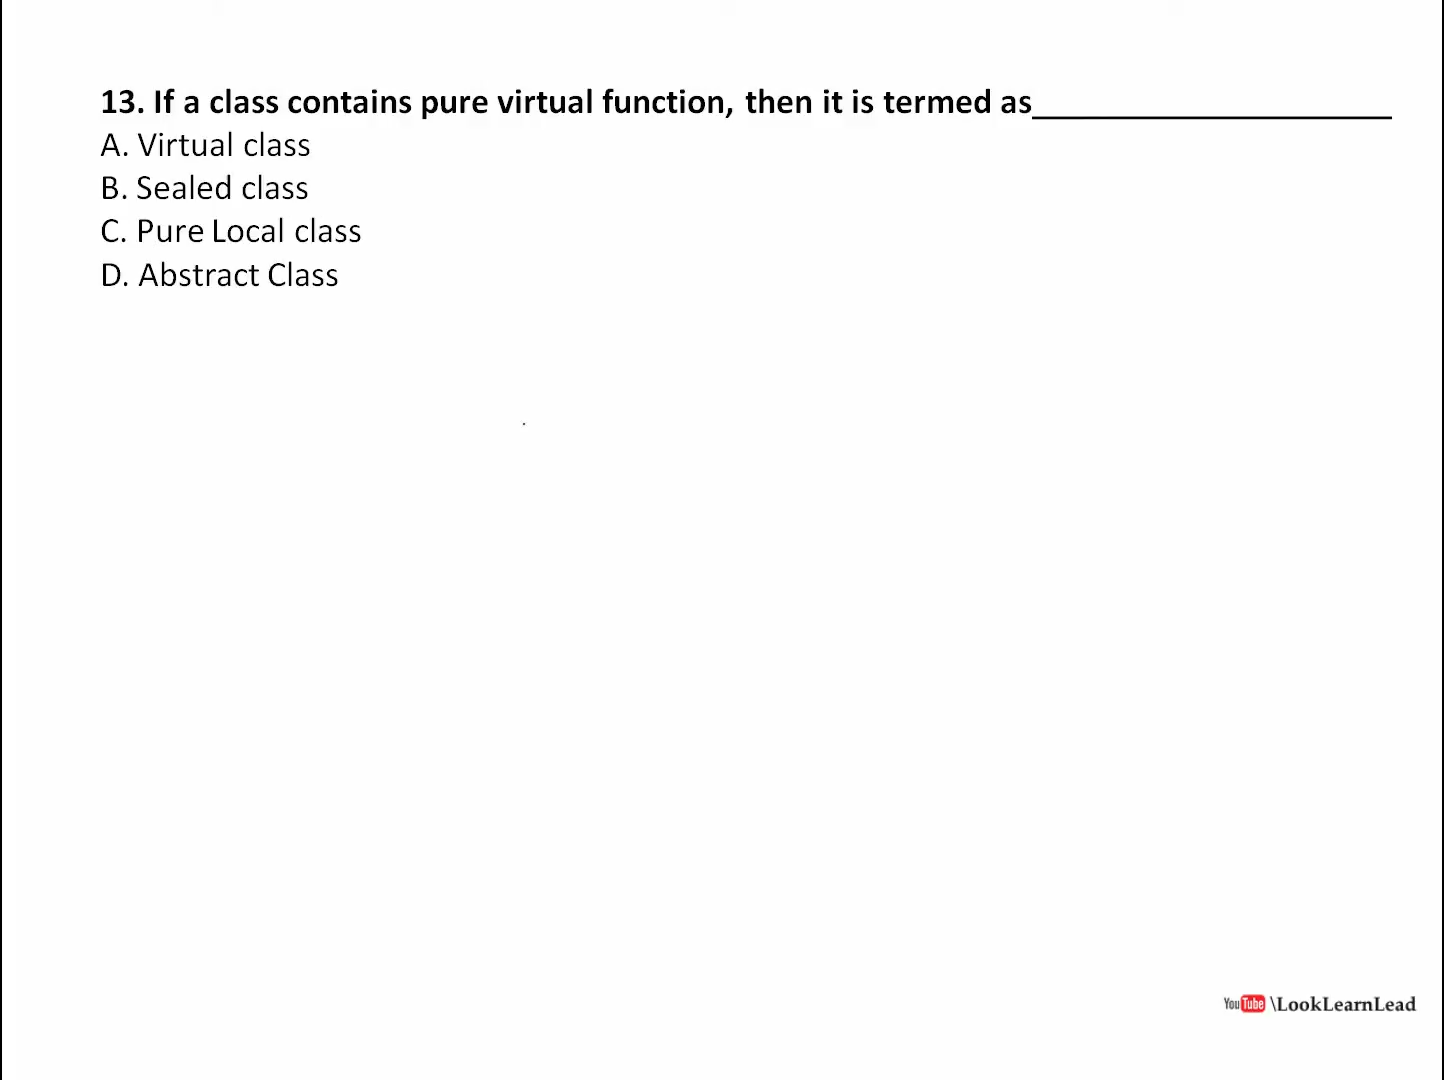 13. If a class contains pure virtual function, then it is termed as____________________
A. Virtual class
B. Sealed class
C. Pure Local class
D. Abstract Class
YouTube \LookLearnLead